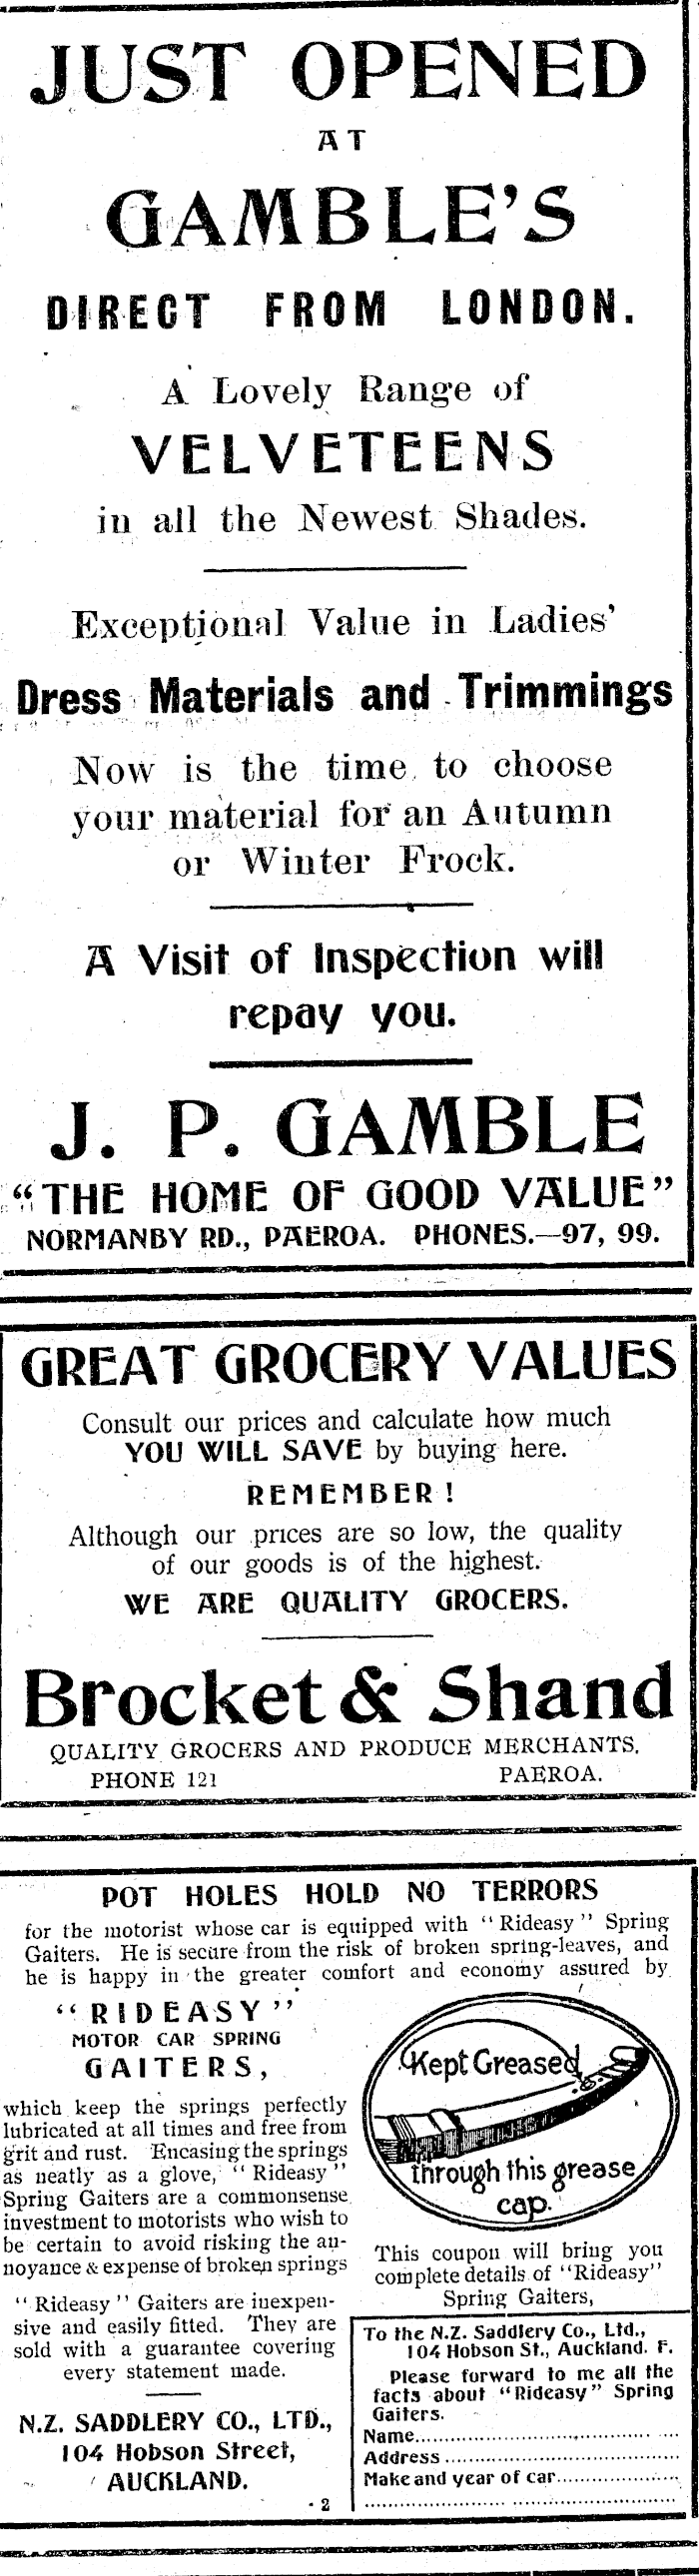 JUST OPENED
AT
GAMBLE'S
DIRECT FROM LONDON.
A Lovely Range of
VELVETEENS
in all the Newest Shades.
Exceptional Value in Ladies'
Dress Materials and Trimmings
Now is the time to choose
your material for an Autumn
or Winter Frock.
A Visit of Inspection will
repay you.
J. P. GAMBLE
"THE HOME OF GOOD VALUE"
NORMANBY RD., PAEROA. PHONES.—97, 99.
GREAT GROCERY VALUES
Consult our prices and calculate how much
YOU WILL SAVE by buying here.
REMEMBER!
Although our prices are so low, the quality
of our goods is of the highest.
WE ARE QUALITY GROCERS.
Brocket & Shand
QUALITY GROCERS AND PRODUCE MERCHANTS,
PHONE 121 PAEROA.
POT HOLES HOLD NO TERRORS
for the motorist whose car is equipped with "Rideasy" Spring
Gaiters. He is secure from the risk of broken spring-leaves, and
he is happy in the greater comfort and economy assured by
"RIDEASY"
MOTOR CAR SPRING
GAITERS,
which keep the springs perfectly
lubricated at all times and free from
grit and rust. Encasing the springs
as neatly as a glove, "Rideasy"
Spring Gaiters are a commonsense
investment to motorists who wish to
be certain to avoid risking the an-
noyance & expense of broken springs
"Rideasy" Gaiters are inexpen-
sive and easily fitted. They are
sold with a guarantee covering
every statement made.
N.Z. SADDLERY CO., LTD.,
104 Hobson Street,
AUCKLAND.
2
Kept Greased
through this grease
cap.
This coupon will bring you
complete details of "Rideasy"
Spring Gaiters,
To the N.Z. Saddlery Co., Ltd.,
104 Hobson St., Auckland. F.
Please forward to me all the
facts about "Rideasy" Spring
Gaiters.
Name..............................
Address..............................
Make and year of car..................